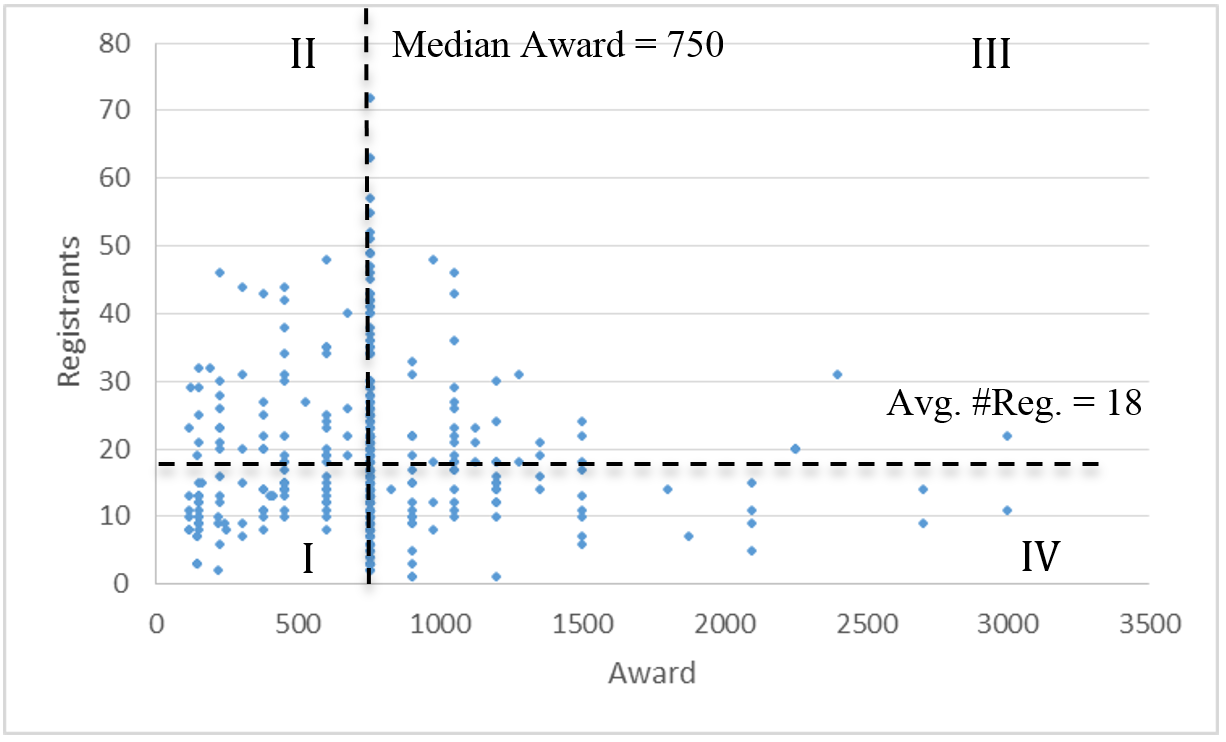 II
Median Award = 750
III
80
70
60
50
40
30
20
10
0
Registrants
Avg. #Reg. = 18
I
IV
0 500 1000 1500 2000 2500 3000 3500
Award